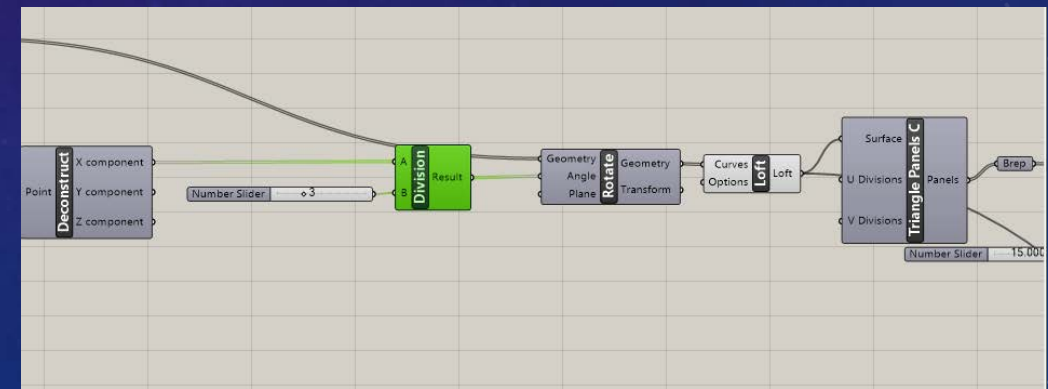 Point
Deconstruct
X component
Y component
Z component
Number Slider
3
A
B
Division
Result
Geometry
Angle
Plane
Rotate
Geometry
Transform
Curves
Options
Loft
Loft
Surface
U Divisions
V Divisions
Triangle Panels C
Panels
Brep
Number Slider
15.000